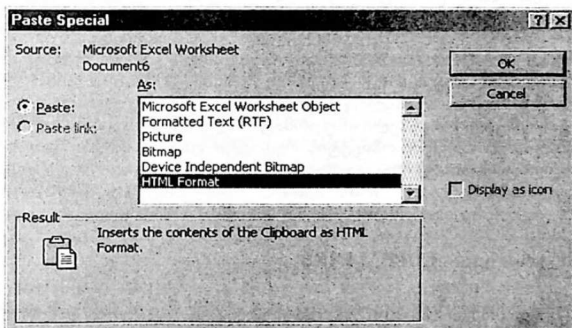 Paste Special
Source: Microsoft Excel Worksheet
Document6
As:
Paste:
Paste link:
Microsoft Excel Worksheet Object
Formatted Text (RTF)
Picture
Bitmap
Device Independent Bitmap
HTML Format
OK
Cancel
Display as icon
Result
Inserts the contents of the Clipboard as HTML
Format.